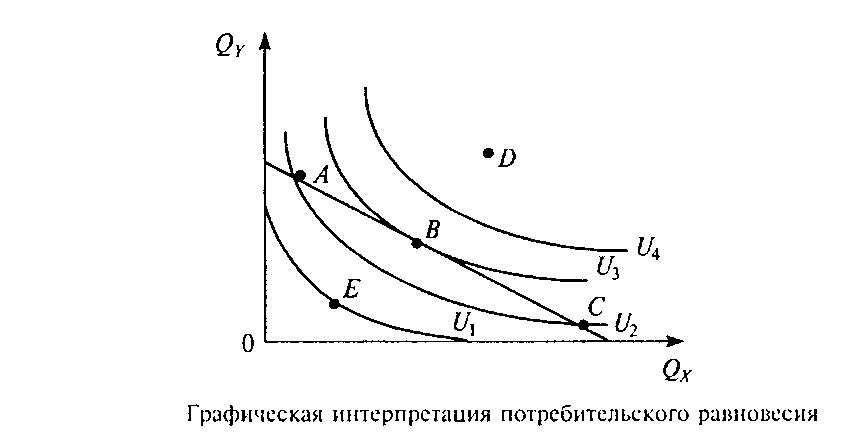 Q_Y
D
A
B
U_4
U_3
E
C
U_1
U_2
0
Q_X
Графическая интерпретация потребительского равновесия